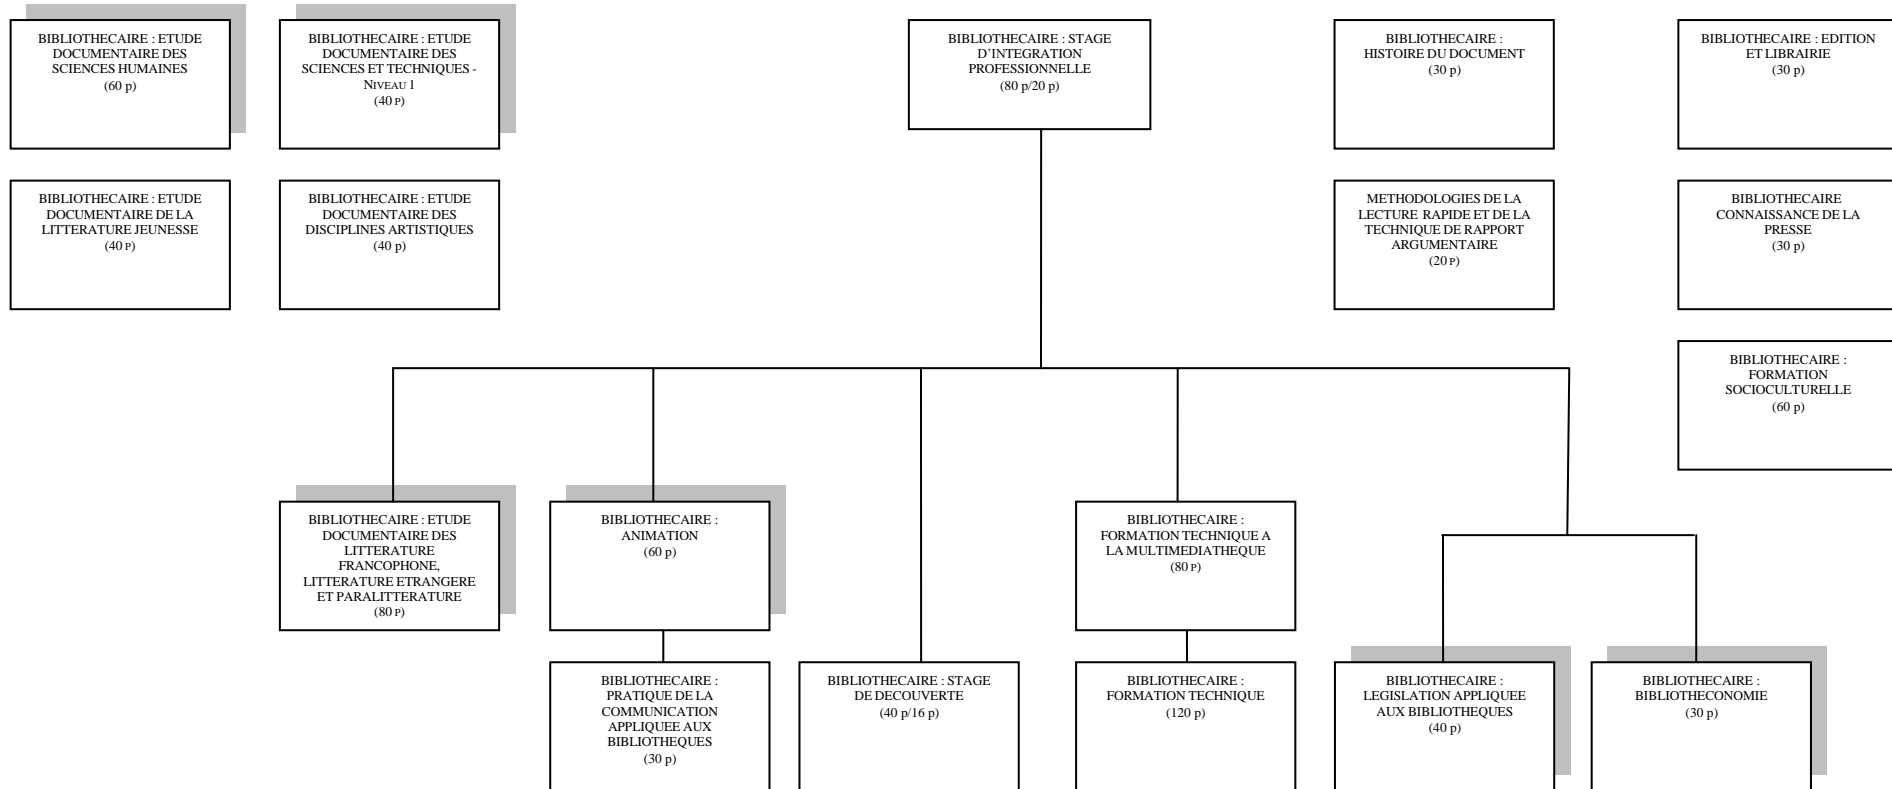 BIBLIOTHECAIRE : ETUDE
DOCUMENTAIRE DES
SCIENCES HUMAINES
(60 p)
BIBLIOTHECAIRE : ETUDE
DOCUMENTAIRE DES
SCIENCES ET TECHNIQUES -
NIVEAU 1
(40 P)
BIBLIOTHECAIRE : STAGE
D'INTEGRATION
PROFESSIONNELLE
(80 p/20 p)
BIBLIOTHECAIRE :
HISTOIRE DU DOCUMENT
(30 p)
BIBLIOTHECAIRE : EDITION
ET LIBRAIRIE
(30 p)
BIBLIOTHECAIRE : ETUDE
DOCUMENTAIRE DE LA
LITTERATURE JEUNESSE
(40 P)
BIBLIOTHECAIRE : ETUDE
DOCUMENTAIRE DES
DISCIPLINES ARTISTIQUES
(40 p)
METHODOLOGIES DE LA
LECTURE RAPIDE ET DE LA
TECHNIQUE DE RAPPORT
ARGUMENTAIRE
(20 P)
BIBLIOTHECAIRE
CONNAISSANCE DE LA
PRESSE
(30 p)
BIBLIOTHECAIRE :
FORMATION
SOCIOCULTURELLE
(60 p)
BIBLIOTHECAIRE : ETUDE
DOCUMENTAIRE DES
LITTERATURE
FRANCOPHONE,
LITTERATURE ETRANGERE
ET PARALITTERATURE
(80 P)
BIBLIOTHECAIRE :
ANIMATION
(60 p)
BIBLIOTHECAIRE :
FORMATION TECHNIQUE A
LA MULTIMEDIATHEQUE
(80 P)
BIBLIOTHECAIRE :
PRATIQUE DE LA
COMMUNICATION
APPLIQUEE AUX
BIBLIOTHEQUES
(30 p)
BIBLIOTHECAIRE : STAGE
DE DECOUVERTE
(40 p/16 p)
BIBLIOTHECAIRE :
FORMATION TECHNIQUE
(120 p)
BIBLIOTHECAIRE :
LEGISLATION APPLIQUEE
AUX BIBLIOTHEQUES
(40 p)
BIBLIOTHECAIRE :
BIBLIOTHECONOMIE
(30 p)